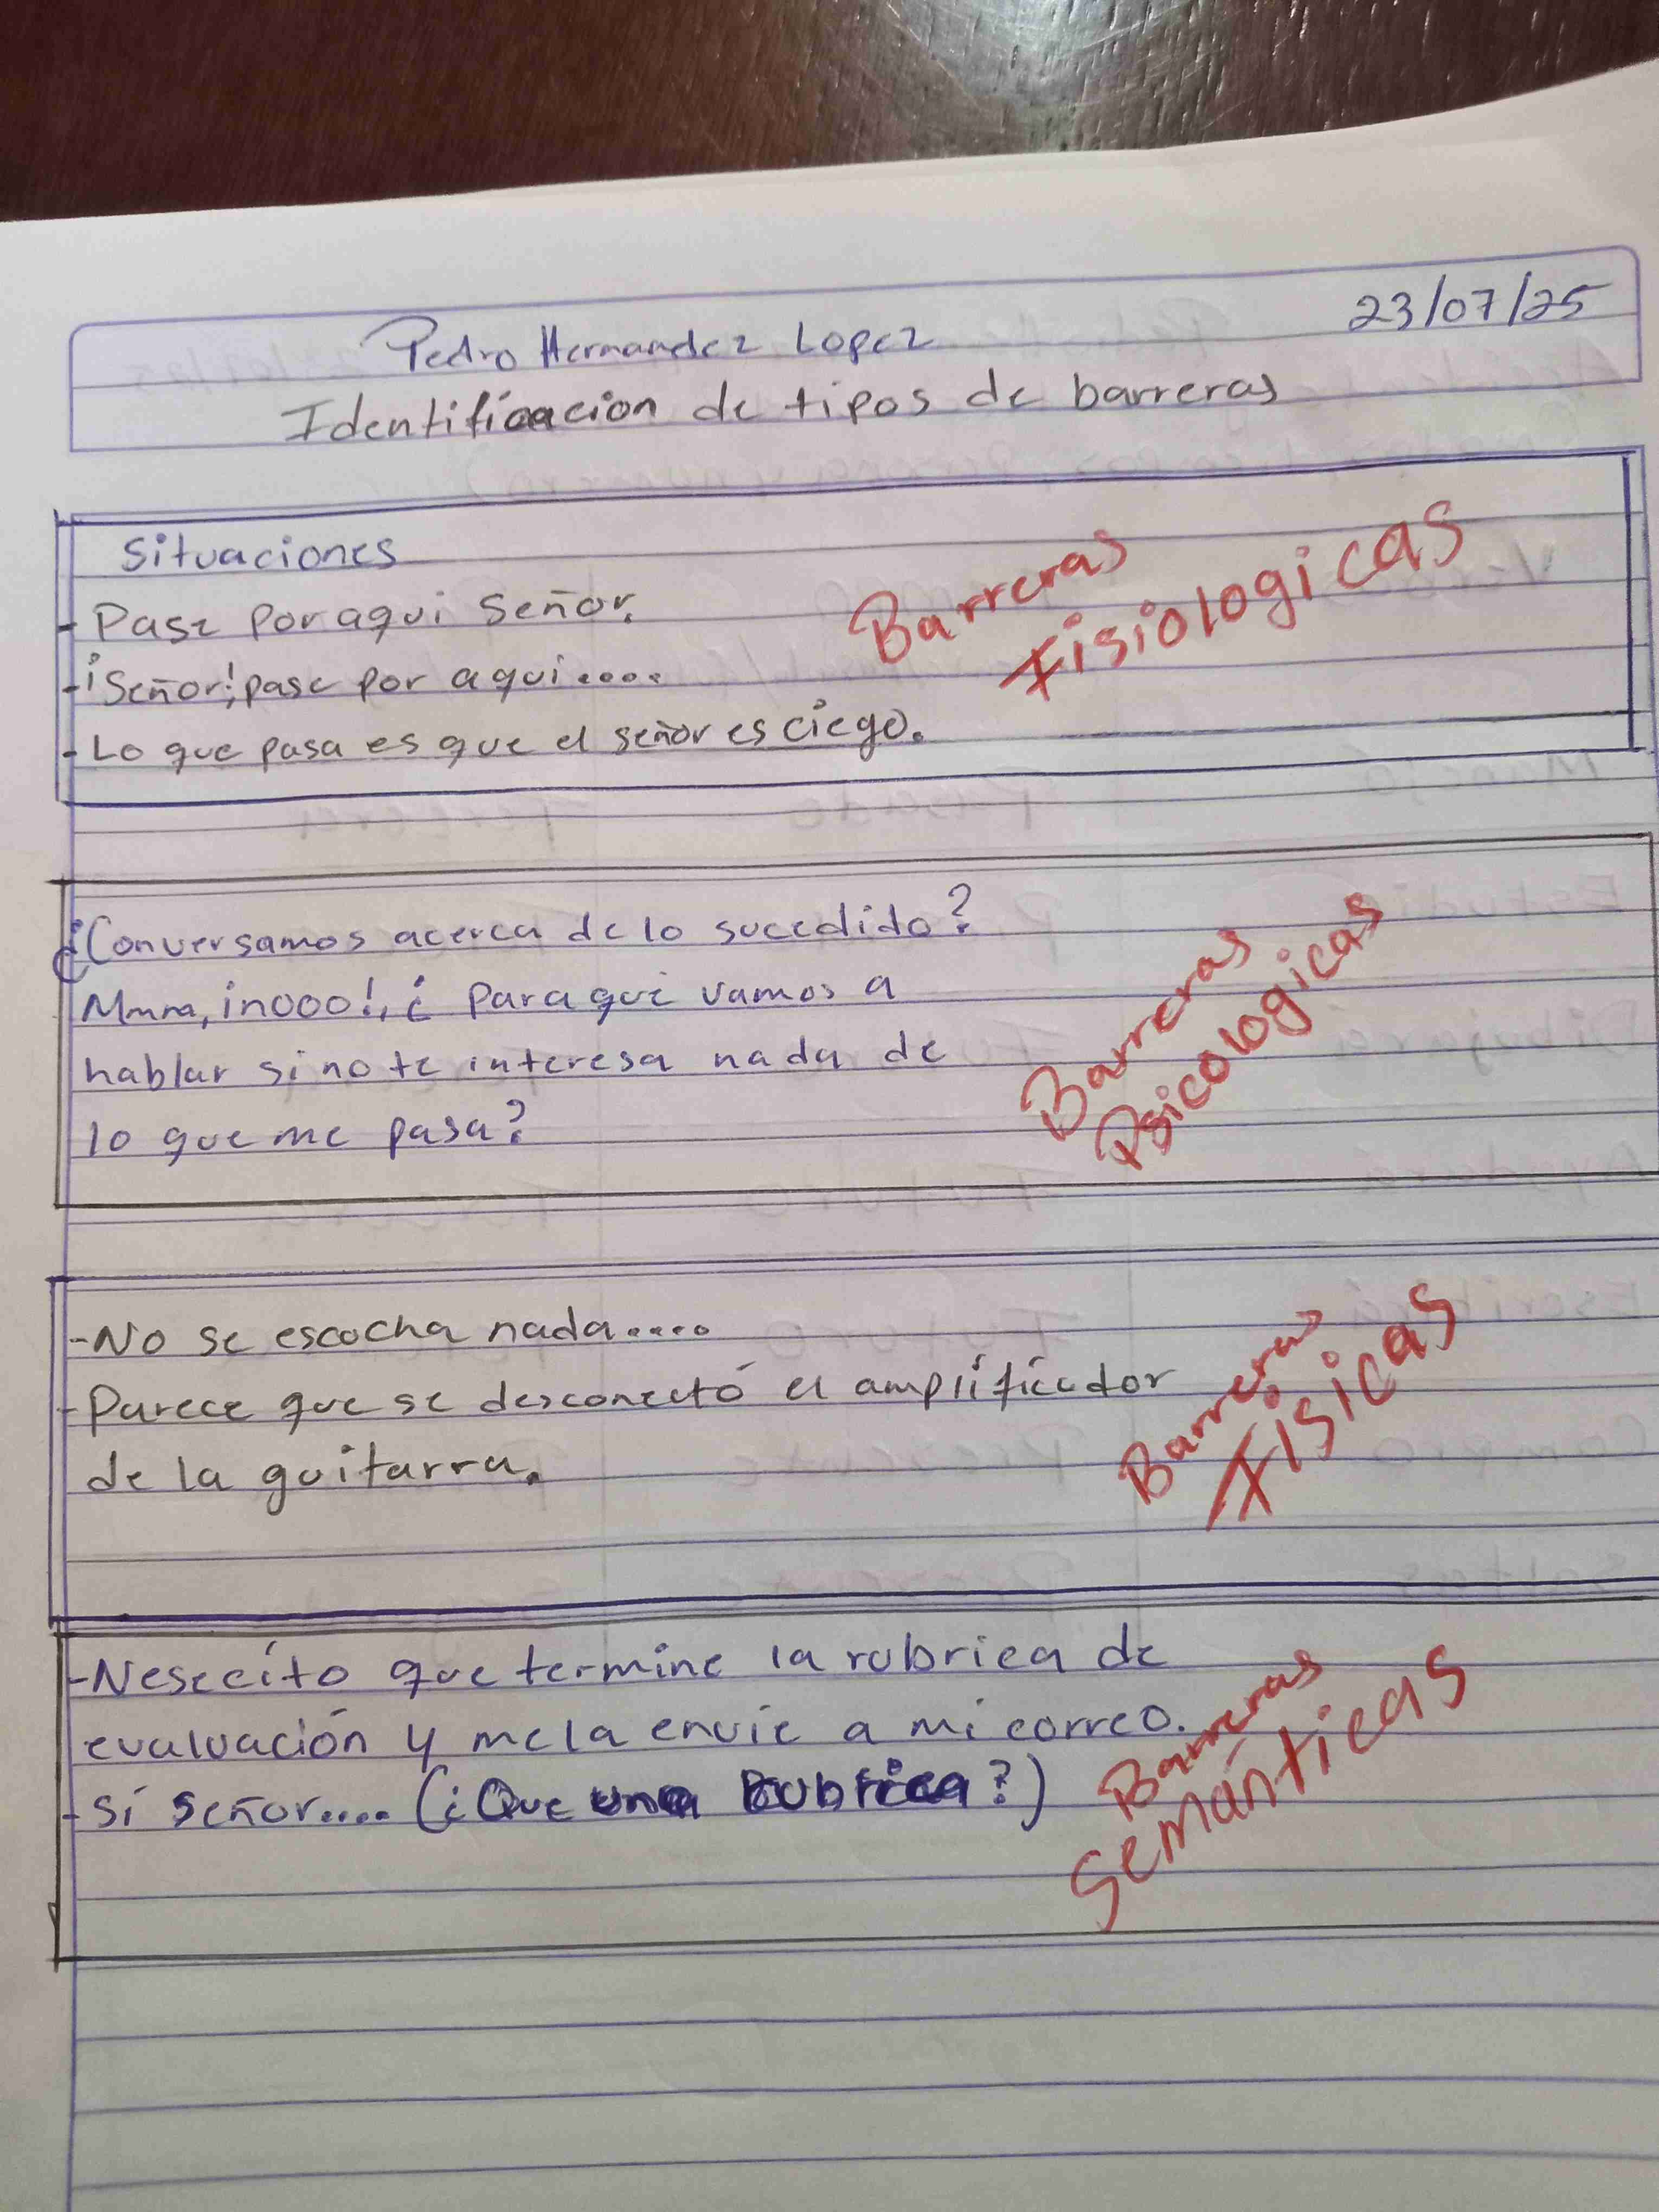 Pedro Hernandez Lopez
23/07/25
Identificacion de tipos de barreras
Situaciones
- Pase por aqui Señor.
- ¡Señor! pase por aqui....
- Lo que pasa es que el señor es ciego.
Barreras
Fisiologicas
¿Conversamos acerca de lo sucedido?
Mmm, ¡nooo!, ¿ para qué vamos a
hablar si no te interesa nada de
lo que me pasa?
Barreras
Psicologicas
- No se escocha nada....
- Parece que se desconectó el amplificador
de la guitarra.
Barreras
Fisicas
- Nesecito que termine la rubrica de
evaluación y me la envie a mi correo.
- Sí señor.... (¿Que una Rubrica?)
Barreras
Semánticas